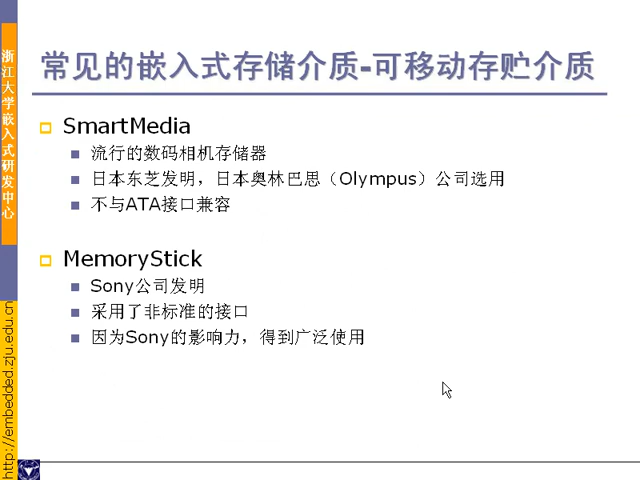 常见的嵌入式存储介质-可移动存贮介质
SmartMedia
流行的数码相机存储器
日本东芝发明，日本奥林巴思（Olympus）公司选用
不与ATA接口兼容
MemoryStick
Sony公司发明
采用了非标准的接口
因为Sony的影响力，得到广泛使用
浙江大学嵌入式研发中心
http://embedded.zju.edu.cn